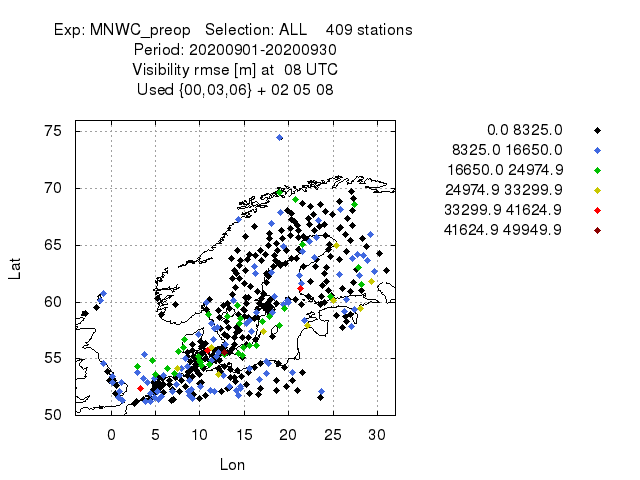 Exp: MNWC_preop Selection: ALL 409 stations
Period: 20200901-20200930
Visibility rmse [m] at 08 UTC
Used {00,03,06} + 02 05 08
0.0 8325.0
8325.0 16650.0
16650.0 24974.9
24974.9 33299.9
33299.9 41624.9
41624.9 49949.9
75
70
65
60
55
50
Lat
0 5 10 15 20 25 30
Lon